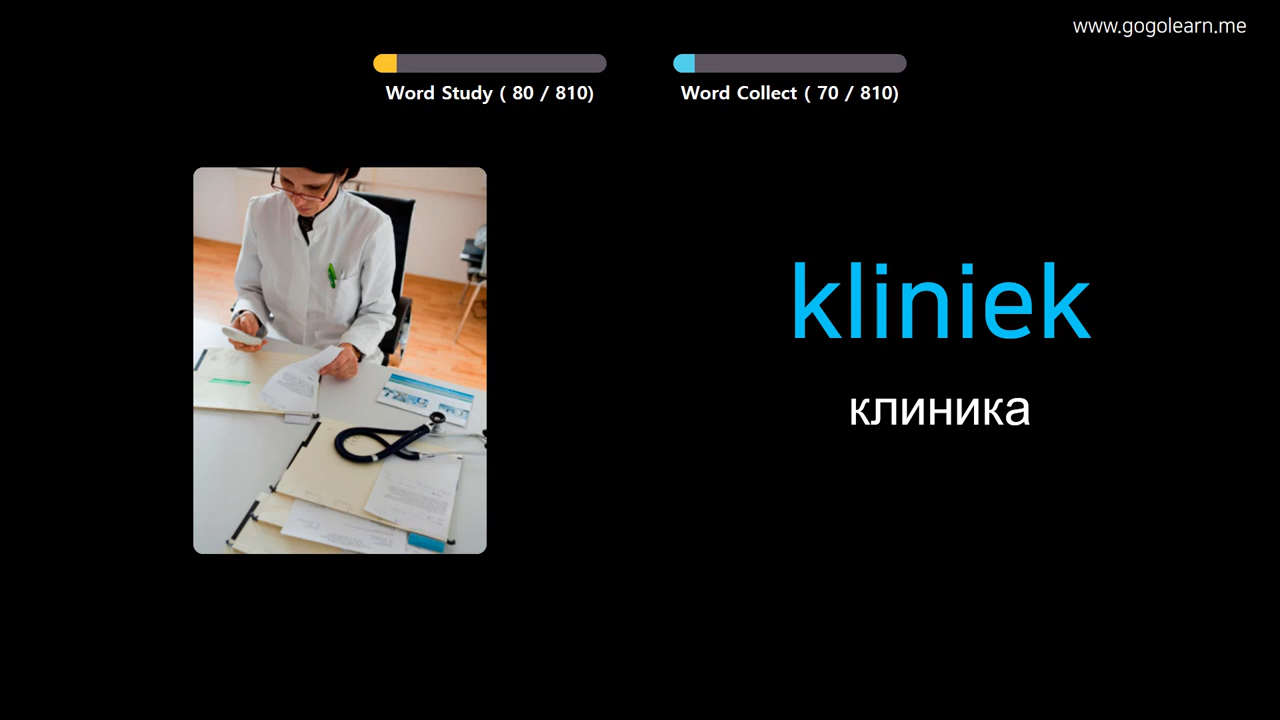 www.gogolearn.me
Word Study ( 80 / 810)
Word Collect ( 70 / 810)
kliniek
клиника